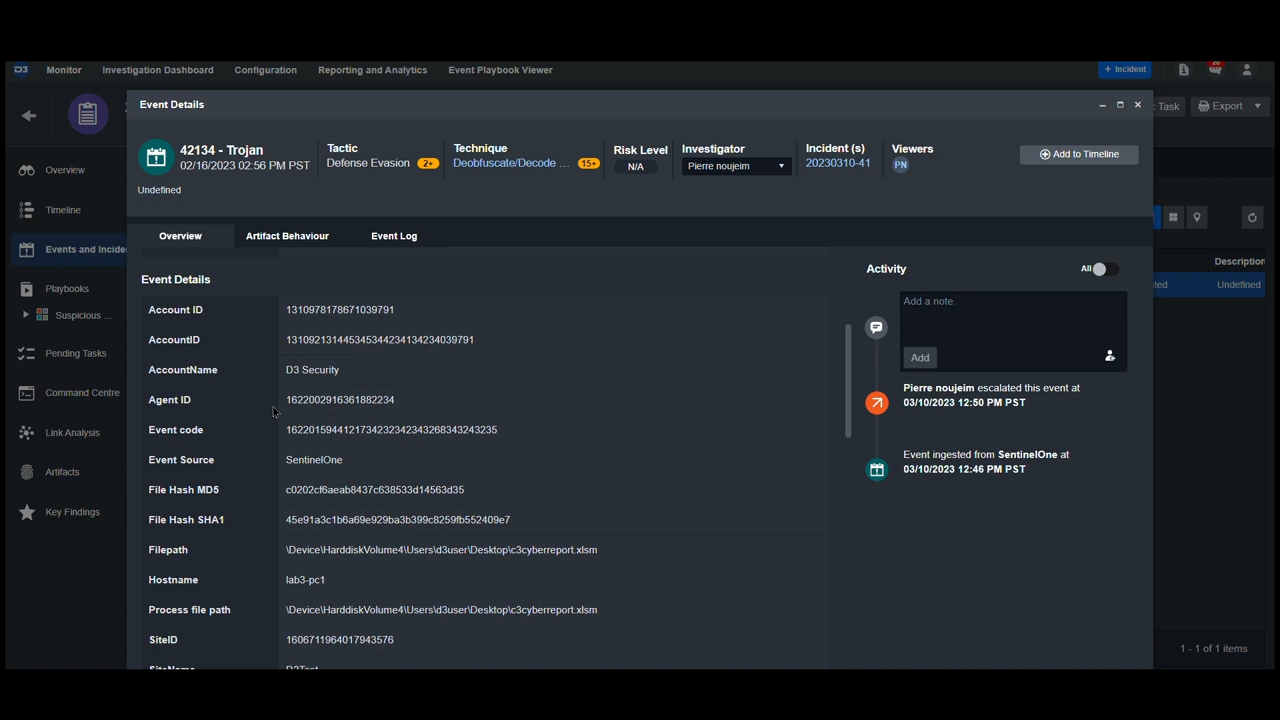 D3 Monitor Investigation Dashboard Configuration Reporting and Analytics Event Playbook Viewer + Incident
Event Details
Task Export
42134 - Trojan
02/16/2023 02:56 PM PST
Undefined
Tactic
Defense Evasion 2+
Technique
Deobfuscate/Decode ... 15+
Risk Level
N/A
Investigator
Pierre noujeim
Incident (s)
20230310-41
Viewers
PN
Add to Timeline
Overview
Timeline
Events and Incide
Playbooks
Suspicious ...
Pending Tasks
Command Centre
Link Analysis
Artifacts
Key Findings
Overview Artifact Behaviour Event Log
Event Details
Account ID 1310978178671039791
AccountID 13109213144534534423413423403979­1
AccountName D3 Security
Agent ID 1622002916361882234
Event code 16220159441217342323423432683432432­35
Event Source SentinelOne
File Hash MD5 c0202cf6aeab8437c638533d14563d35
File Hash SHA1 45e91a3c1b6a69e929ba3b399c8259fb552409e7
Filepath \Device\HarddiskVolume4\Users\d3user\Desktop\c3cyberreport.xlsm
Hostname lab3-pc1
Process file path \Device\HarddiskVolume4\Users\d3user\Desktop\c3cyberreport.xlsm
SiteID 1606711964017943576
SiteName D3Test
Activity
All
Add a note.
Add
Pierre noujeim escalated this event at
03/10/2023 12:50 PM PST
Event ingested from SentinelOne at
03/10/2023 12:46 PM PST
Description
ted Undefined
1 - 1 of 1 items